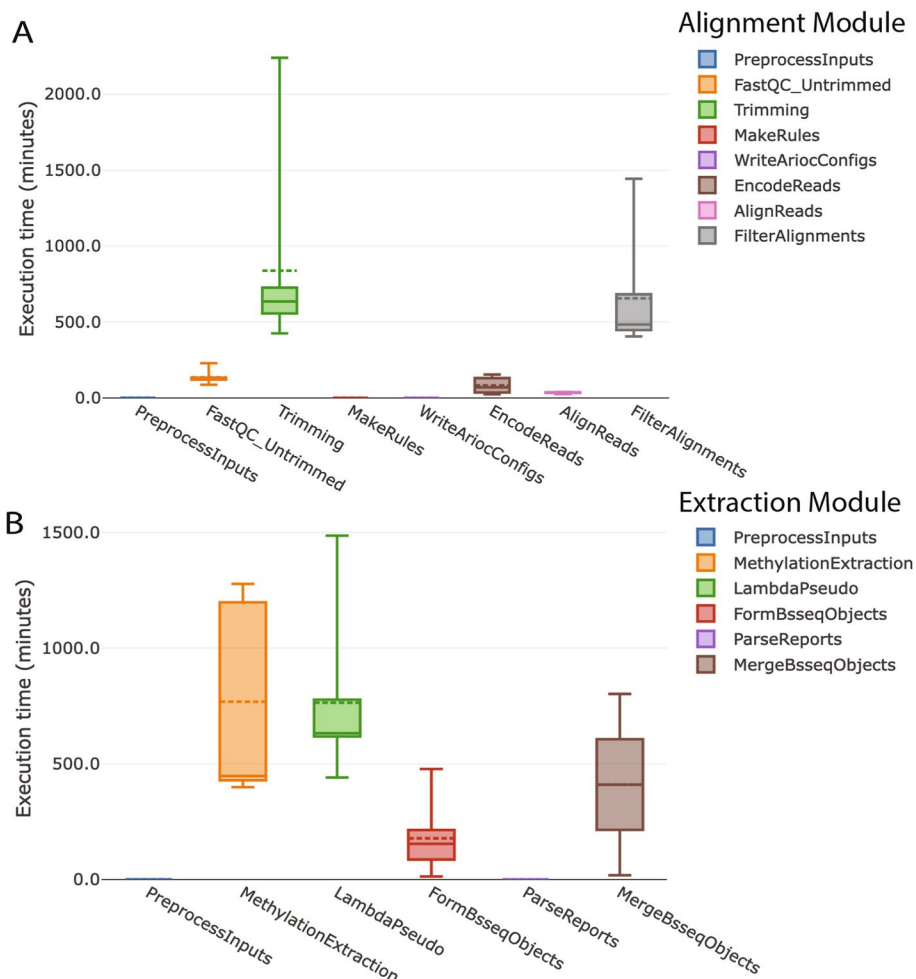 A
Alignment Module
PreprocessInputs
FastQC_Untrimmed
Trimming
MakeRules
WriteAriocConfigs
EncodeReads
AlignReads
FilterAlignments
Execution time (minutes)
2000.0
1500.0
1000.0
500.0
0.0
PreprocessInputs
FastQC_Untrimmed
Trimming
MakeRules
WriteAriocConfigs
EncodeReads
AlignReads
FilterAlignments
B
Extraction Module
PreprocessInputs
MethylationExtraction
LambdaPseudo
FormBsseqObjects
ParseReports
MergeBsseqObjects
Execution time (minutes)
1500.0
1000.0
500.0
0.0
PreprocessInputs
MethylationExtraction
LambdaPseudo
FormBsseqObjects
ParseReports
MergeBsseqObjects